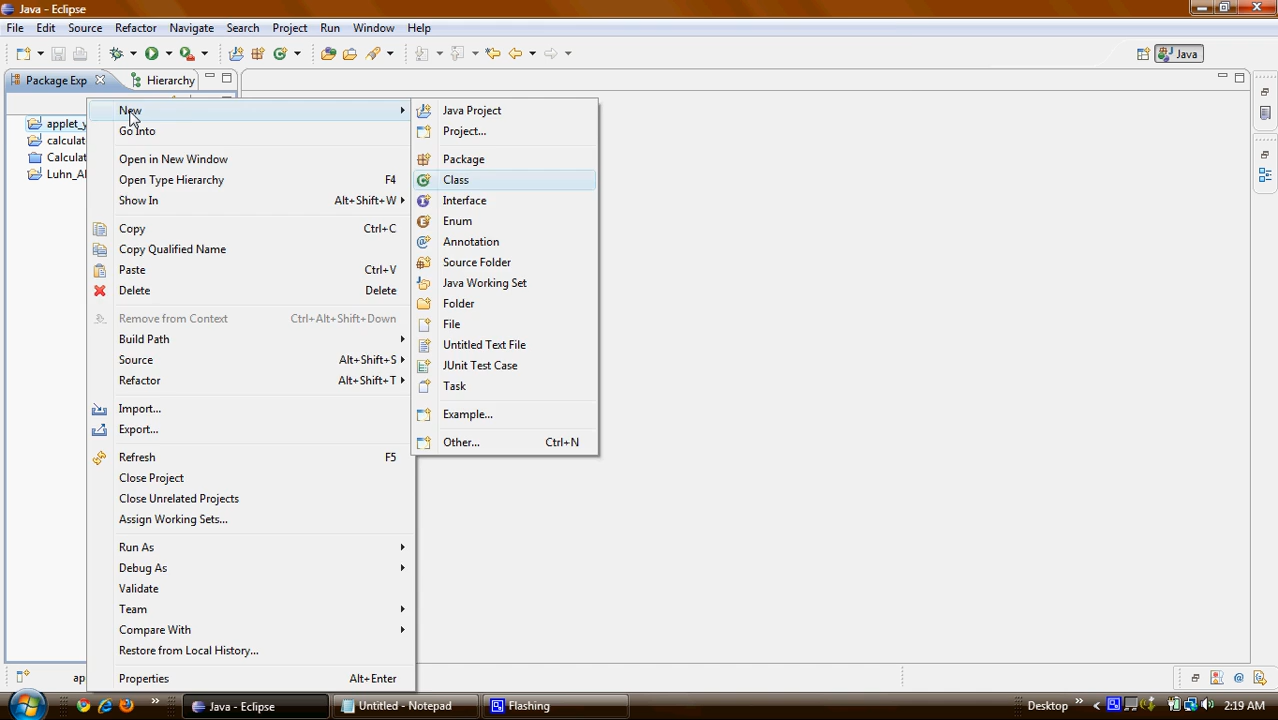 Java - Eclipse
File Edit Source Refactor Navigate Search Project Run Window Help
Java
Package Exp Hierarchy
applet_y
calculat
Calculat
Luhn_Al
New
Go Into
Open in New Window
Open Type Hierarchy F4
Show In Alt+Shift+W
Copy Ctrl+C
Copy Qualified Name
Paste Ctrl+V
Delete Delete
Remove from Context Ctrl+Alt+Shift+Down
Build Path
Source Alt+Shift+S
Refactor Alt+Shift+T
Import...
Export...
Refresh F5
Close Project
Close Unrelated Projects
Assign Working Sets...
Run As
Debug As
Validate
Team
Compare With
Restore from Local History...
Properties Alt+Enter
Java Project
Project...
Package
Class
Interface
Enum
Annotation
Source Folder
Java Working Set
Folder
File
Untitled Text File
JUnit Test Case
Task
Example...
Other... Ctrl+N
ap
Java - Eclipse Untitled - Notepad Flashing Desktop 2:19 AM